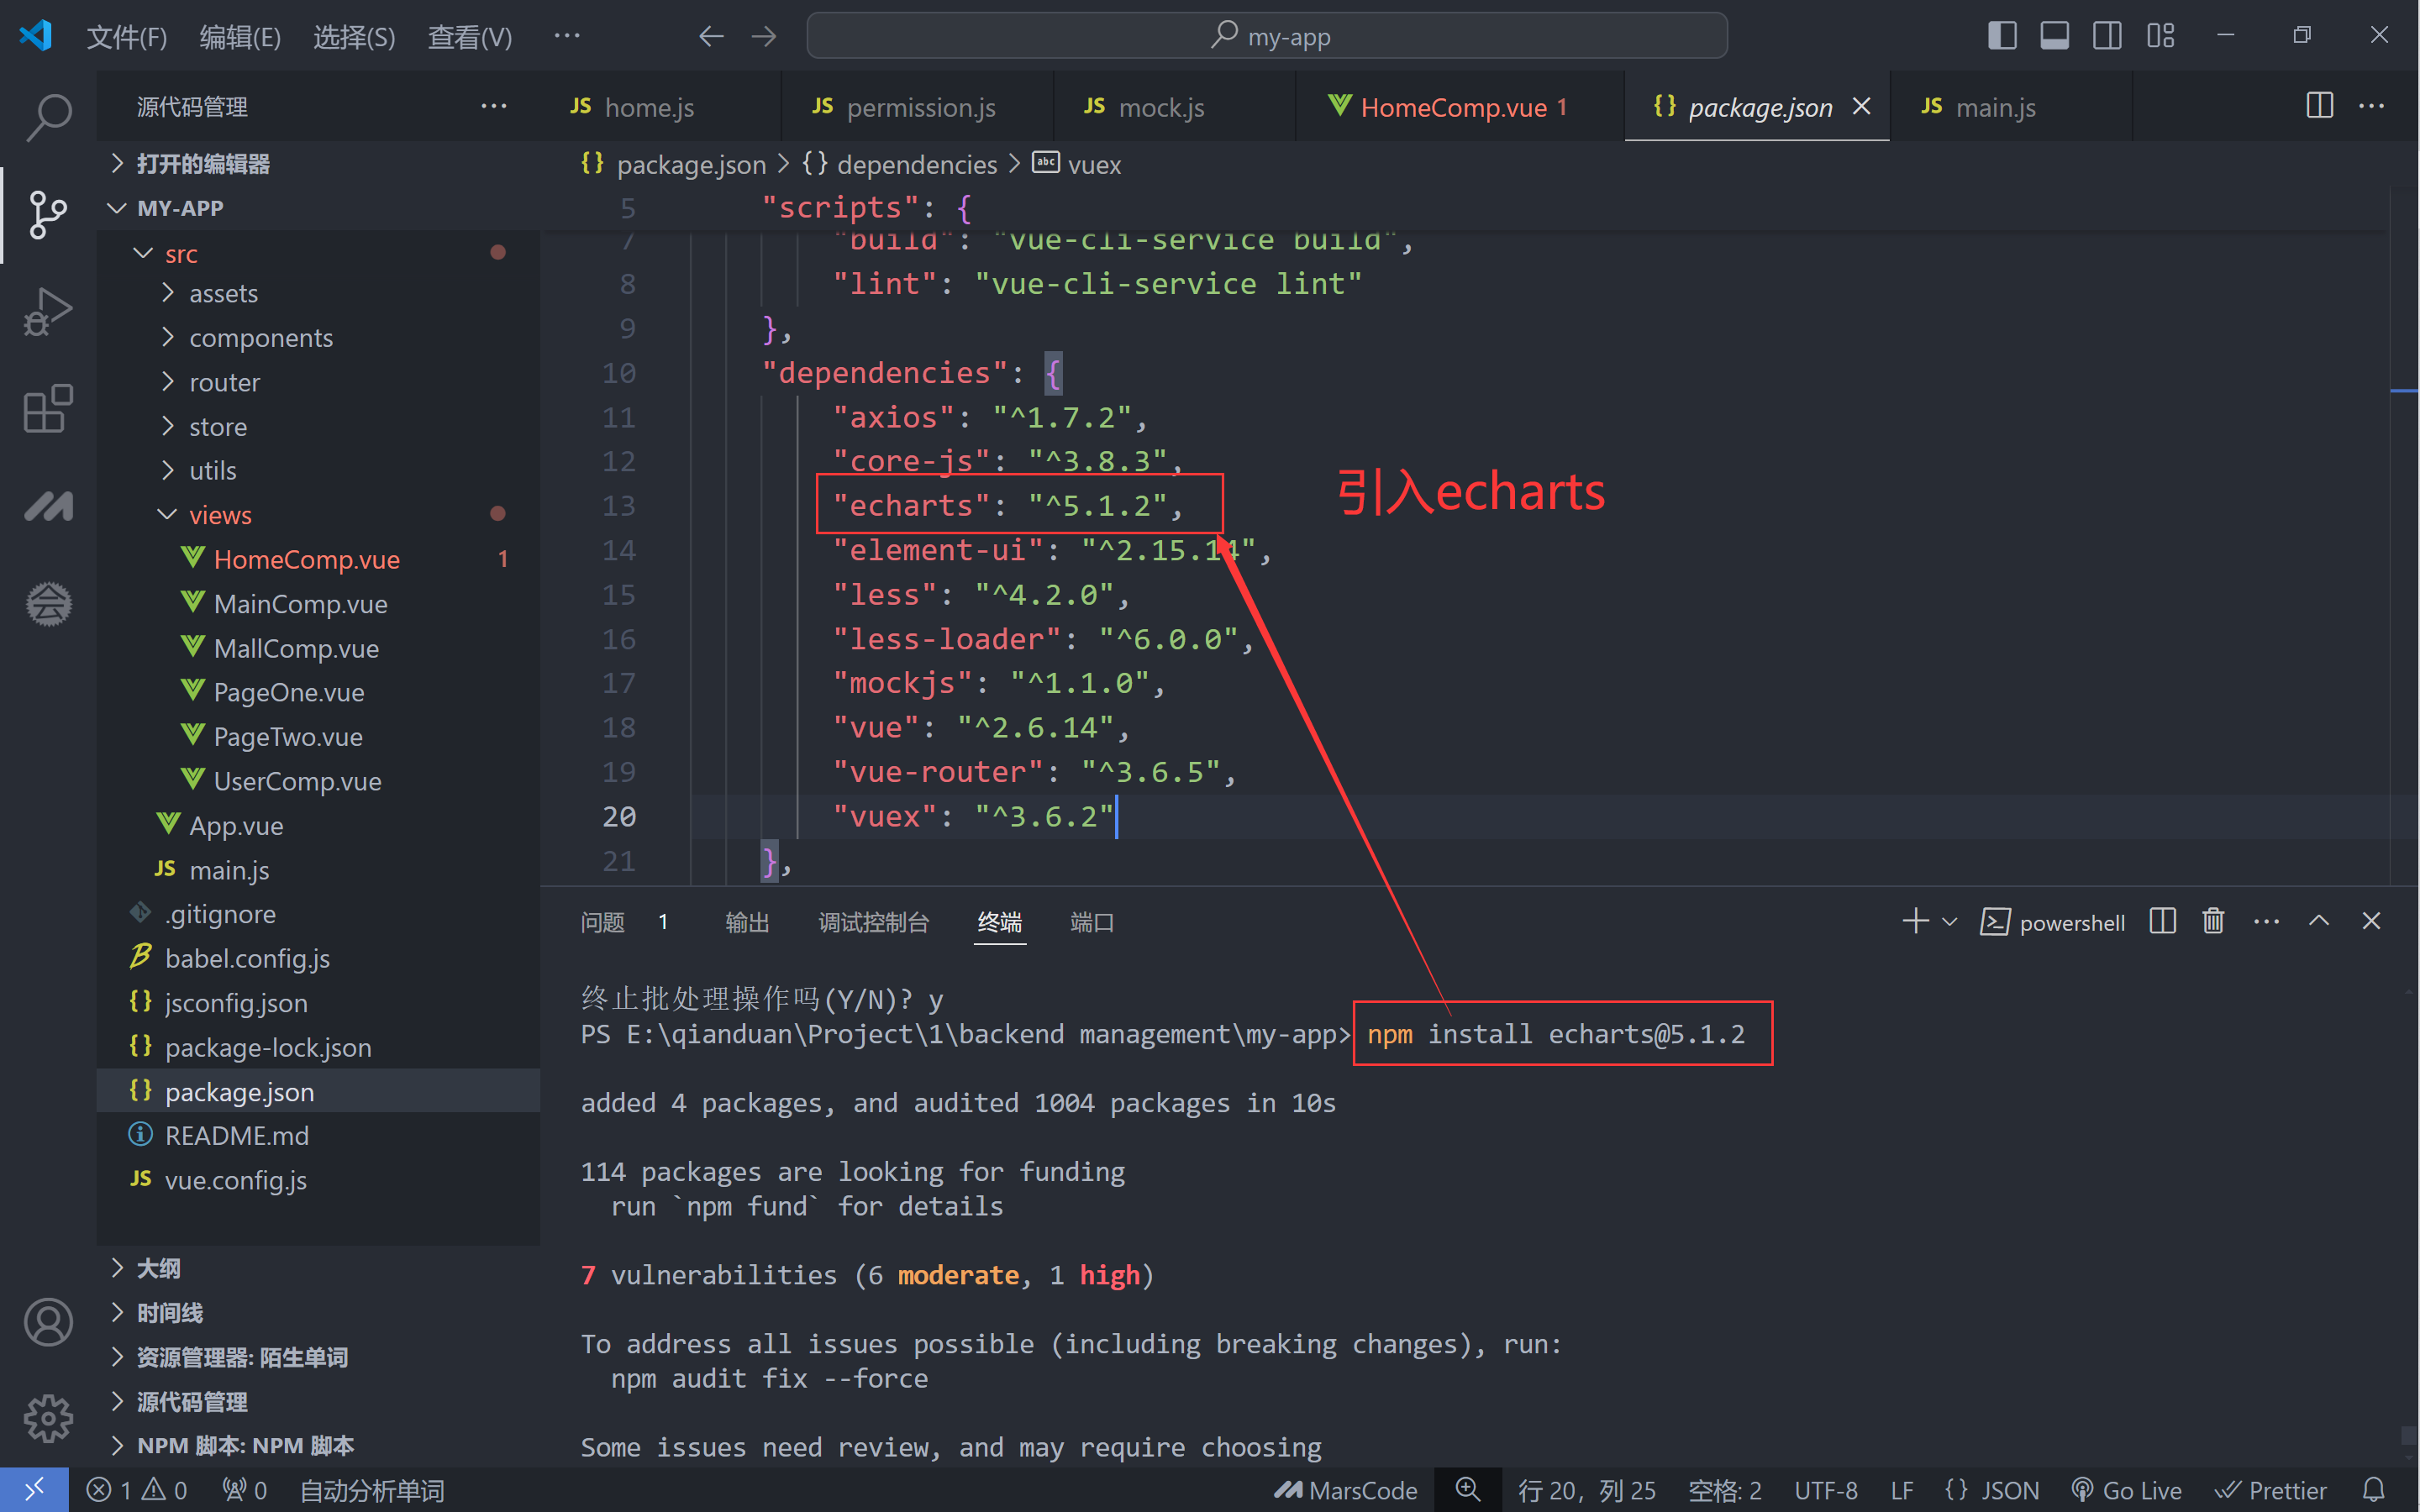 文件(F) 编辑(E) 选择(S) 查看(V) ··· my-app
源代码管理 ···
JS home.js JS permission.js JS mock.js HomeComp.vue 1 {} package.json JS main.js ···
打开的编辑器
MY-APP
src
assets
components
router
store
utils
views
HomeComp.vue 1
MainComp.vue
MallComp.vue
PageOne.vue
PageTwo.vue
UserComp.vue
App.vue
JS main.js
.gitignore
babel.config.js
{} jsconfig.json
{} package-lock.json
{} package.json
README.md
JS vue.config.js
大纲
时间线
资源管理器: 陌生单词
源代码管理
NPM 脚本: NPM 脚本
{} package.json > {} dependencies > abc vuex
5 "scripts": {
7 "build": "vue-cli-service build",
8 "lint": "vue-cli-service lint"
9 },
10 "dependencies": {
11 "axios": "^1.7.2",
12 "core-js": "^3.8.3",
13 "echarts": "^5.1.2",
14 "element-ui": "^2.15.14",
15 "less": "^4.2.0",
16 "less-loader": "^6.0.0",
17 "mockjs": "^1.1.0",
18 "vue": "^2.6.14",
19 "vue-router": "^3.6.5",
20 "vuex": "^3.6.2"
21 },
引入echarts
问题 1 输出 调试控制台 终端 端口 powershell ···
终止批处理操作吗(Y/N)? y
PS E:\qianduan\Project\1\backend management\my-app> npm install echarts@5.1.2
added 4 packages, and audited 1004 packages in 10s
114 packages are looking for funding
run `npm fund` for details
7 vulnerabilities (6 moderate, 1 high)
To address all issues possible (including breaking changes), run:
npm audit fix --force
Some issues need review, and may require choosing
1 0 0 自动分析单词 MarsCode 行 20，列 25 空格: 2 UTF-8 LF {} JSON Go Live Prettier